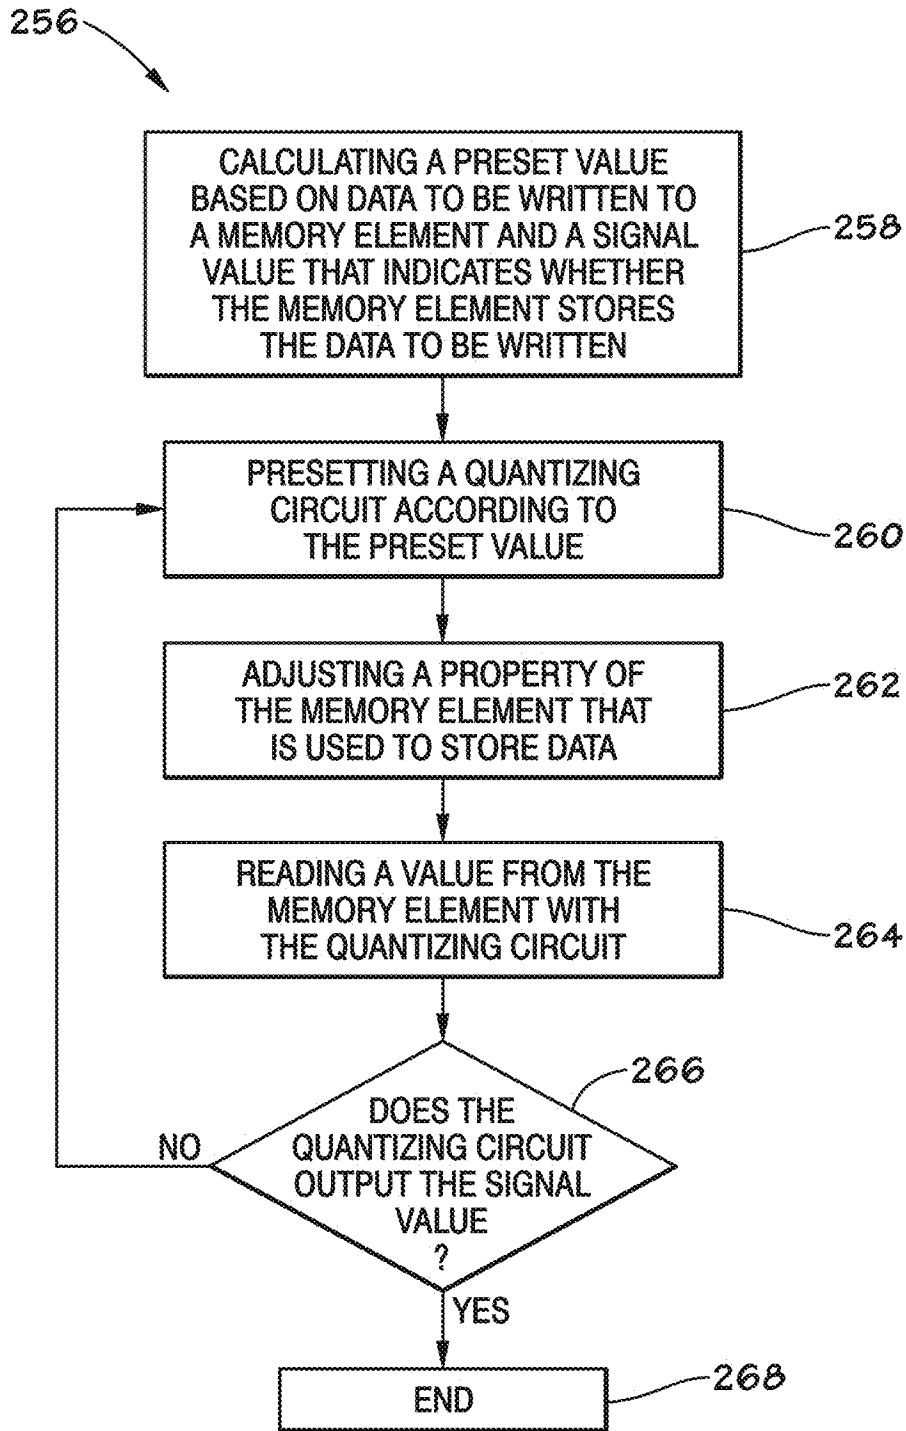 256
CALCULATING A PRESET VALUE
BASED ON DATA TO BE WRITTEN TO
A MEMORY ELEMENT AND A SIGNAL
VALUE THAT INDICATES WHETHER
THE MEMORY ELEMENT STORES
THE DATA TO BE WRITTEN
258
PRESETTING A QUANTIZING
CIRCUIT ACCORDING TO
THE PRESET VALUE
260
ADJUSTING A PROPERTY OF
THE MEMORY ELEMENT THAT
IS USED TO STORE DATA
262
READING A VALUE FROM THE
MEMORY ELEMENT WITH
THE QUANTIZING CIRCUIT
264
266
DOES THE
QUANTIZING CIRCUIT
OUTPUT THE SIGNAL
VALUE
?
NO
YES
END
268